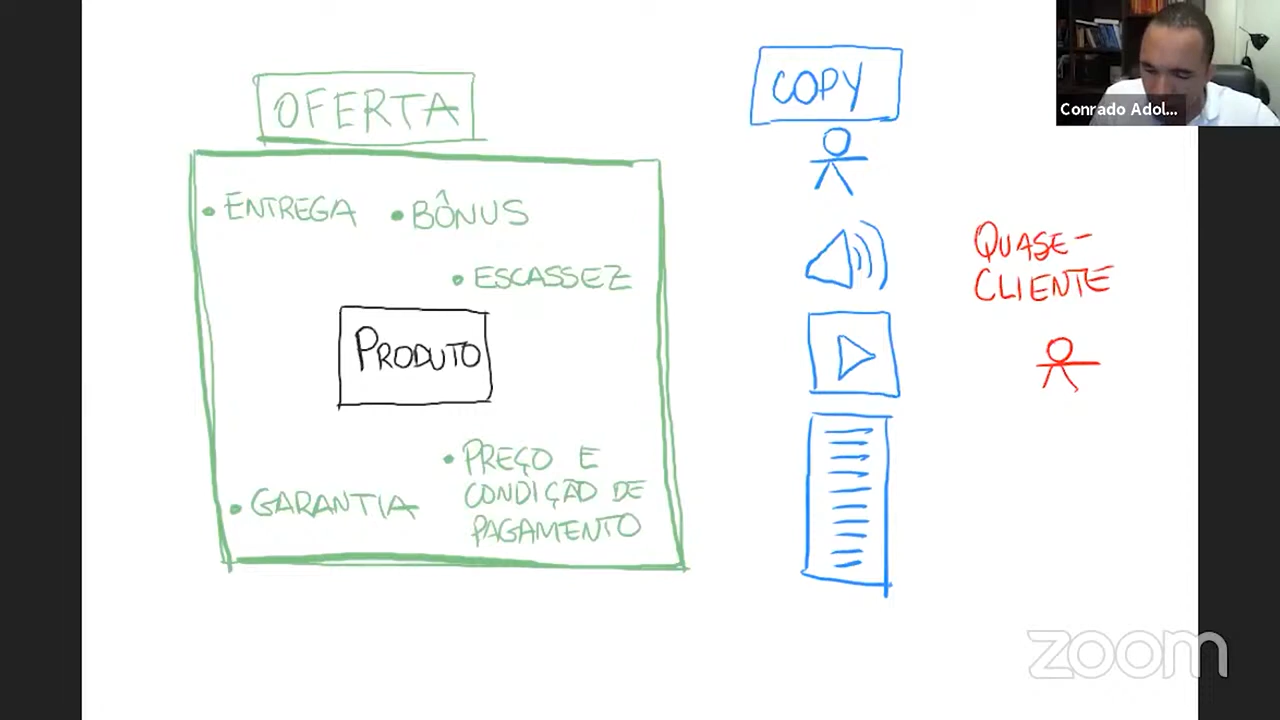 OFERTA
• ENTREGA • BÔNUS
• ESCASSEZ
PRODUTO
• PREÇO E
CONDIÇÃO DE
PAGAMENTO
• GARANTIA
COPY
QUASE-
CLIENTE
Conrado Adol...
zoom